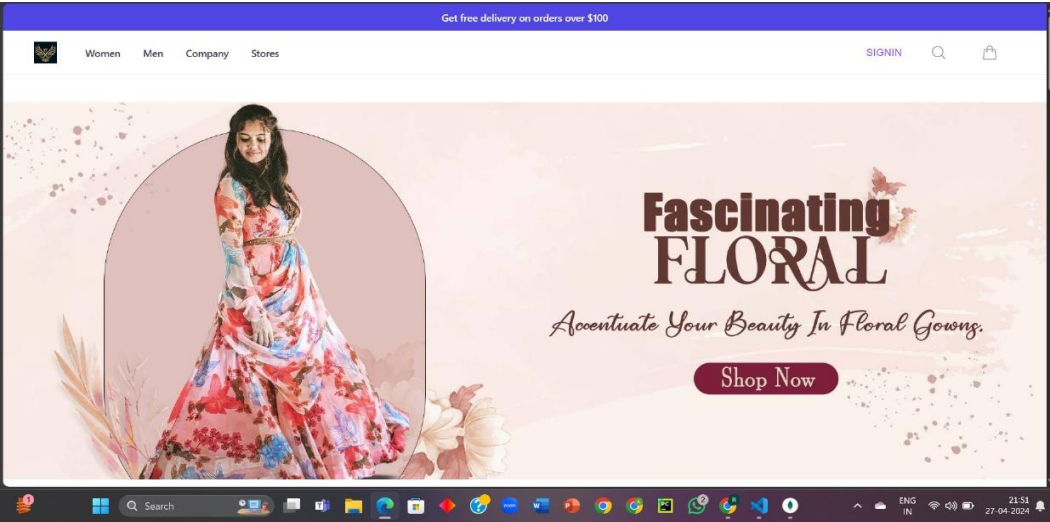 Get free delivery on orders over $100
Women Men Company Stores SIGNIN
Fascinating
FLORAL
Accentuate Your Beauty In Floral Gowns.
Shop Now
Search
ENG
IN
21:51
27-04-2024